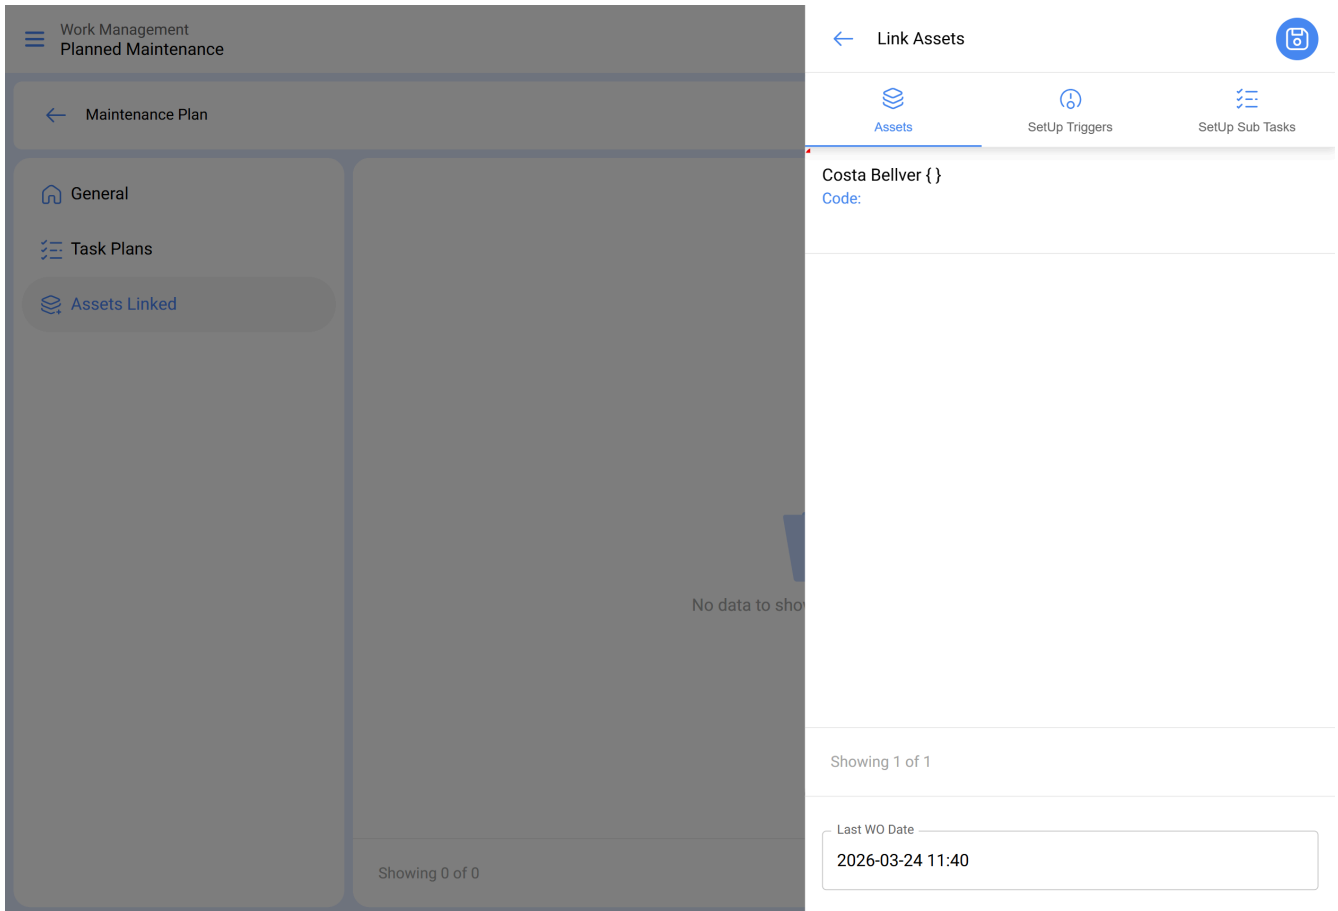 Work Management
Planned Maintenance
Maintenance Plan
General
Task Plans
Assets Linked
No data to
Showing 0 of 0
Link Assets
Assets
SetUp Triggers
SetUp Sub Tasks
Costa Bellver { }
Code:
Showing 1 of 1
Last WO Date
2026-03-24 11:40